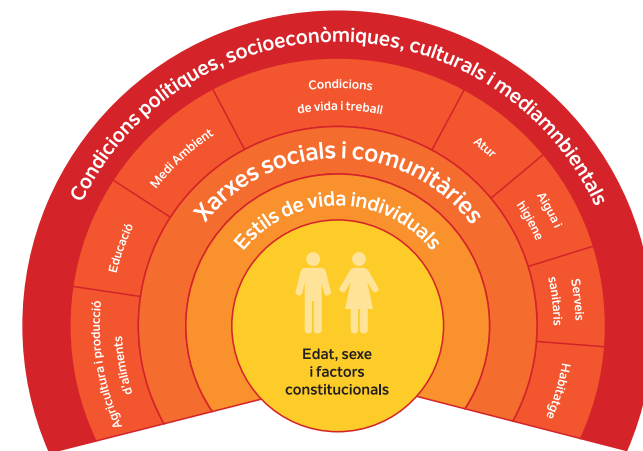 Condicions polítiques, socioeconòmiques, culturals i mediamnbientals
Agricultura i producció
d'aliments
Educació
Medi Ambient
Condicions
de vida i treball
Atur
Aigua i
higiene
Serveis
sanitaris
Habitatge
Xarxes socials i comunitàries
Estils de vida individuals
Edat, sexe
i factors
constitucionals